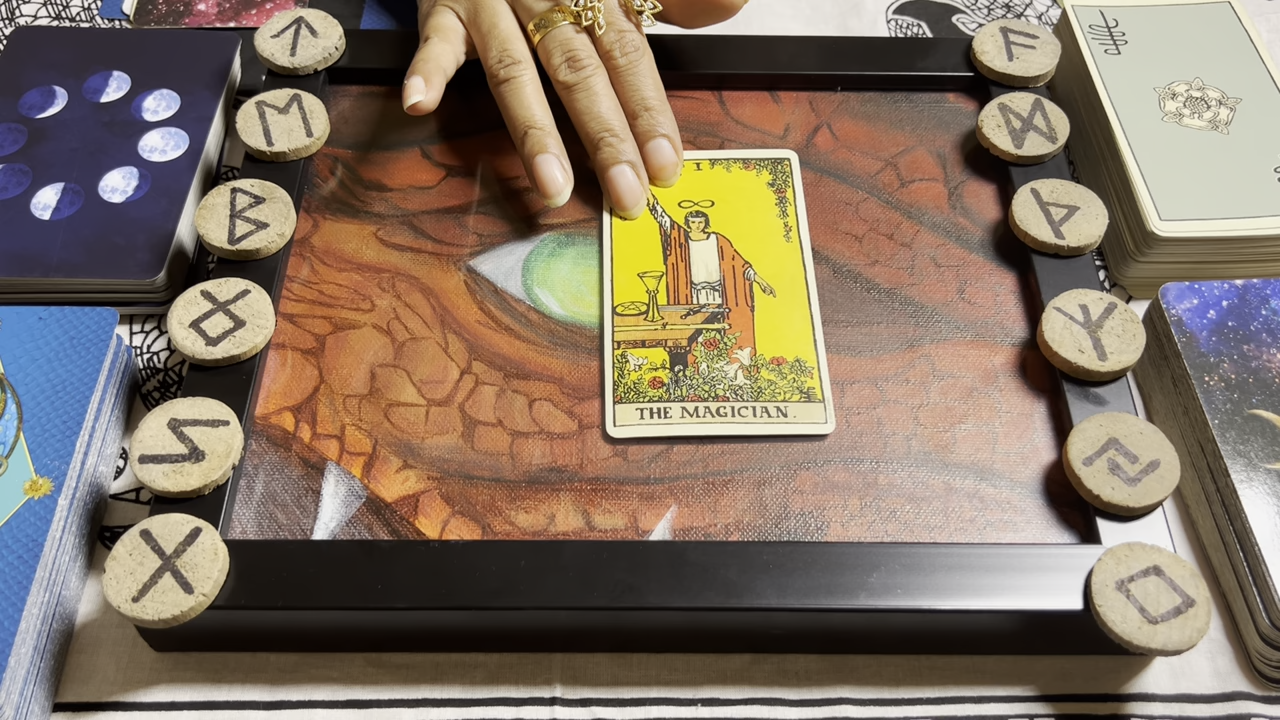 ᛏ
ᛖ
ᛒ
ᛟ
ᛊ
ᚷ
I
THE MAGICIAN.
ᚨ
ᛞ
ᚦ
ᛉ
ᛃ
ᛜ